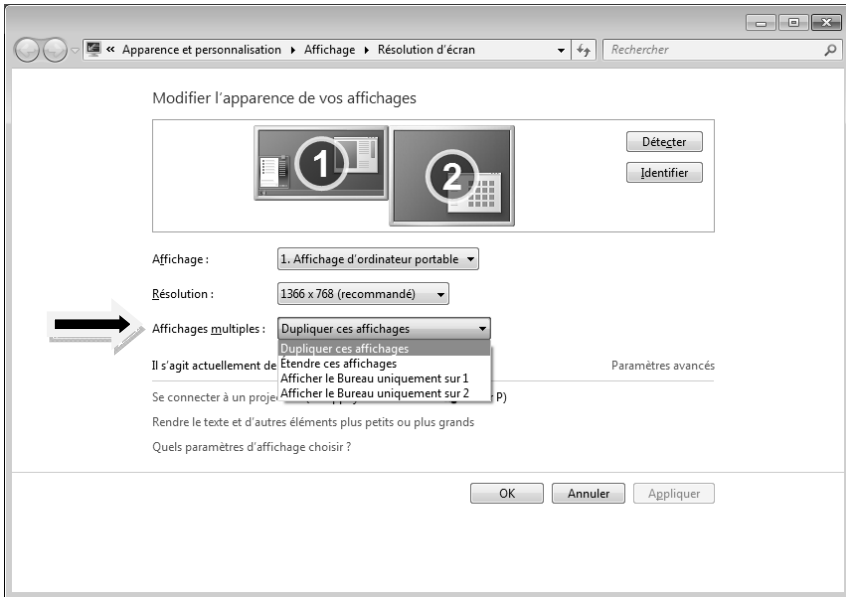 « Apparence et personnalisation ▸ Affichage ▸ Résolution d'écran
Rechercher
Modifier l'apparence de vos affichages
1
2
Détecter
Identifier
Affichage :
1. Affichage d'ordinateur portable
Résolution :
1366 x 768 (recommandé)
Affichages multiples :
Dupliquer ces affichages
Dupliquer ces affichages
Étendre ces affichages
Afficher le Bureau uniquement sur 1
Afficher le Bureau uniquement sur 2
Il s'agit actuellement de
Paramètres avancés
Se connecter à un proje
P)
Rendre le texte et d'autres éléments plus petits ou plus grands
Quels paramètres d'affichage choisir ?
OK
Annuler
Appliquer